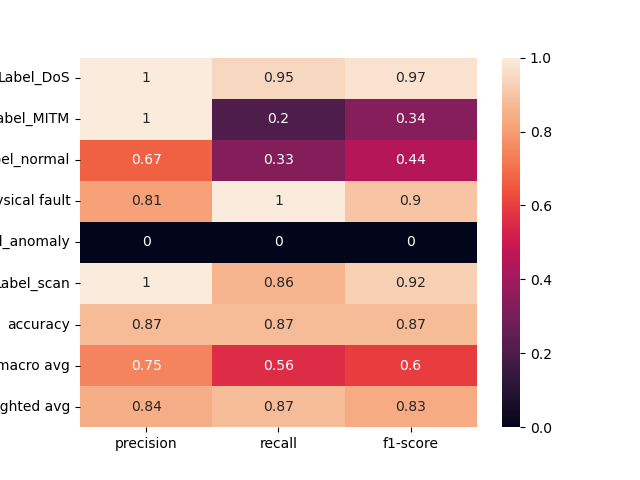 Label_DoS 1 0.95 0.97
abel_MITM 1 0.2 0.34
el_normal 0.67 0.33 0.44
ysical fault 0.81 1 0.9
l_anomaly 0 0 0
Label_scan 1 0.86 0.92
accuracy 0.87 0.87 0.87
macro avg 0.75 0.56 0.6
ghted avg 0.84 0.87 0.83
precision recall f1-score
1.0
0.8
0.6
0.4
0.2
0.0